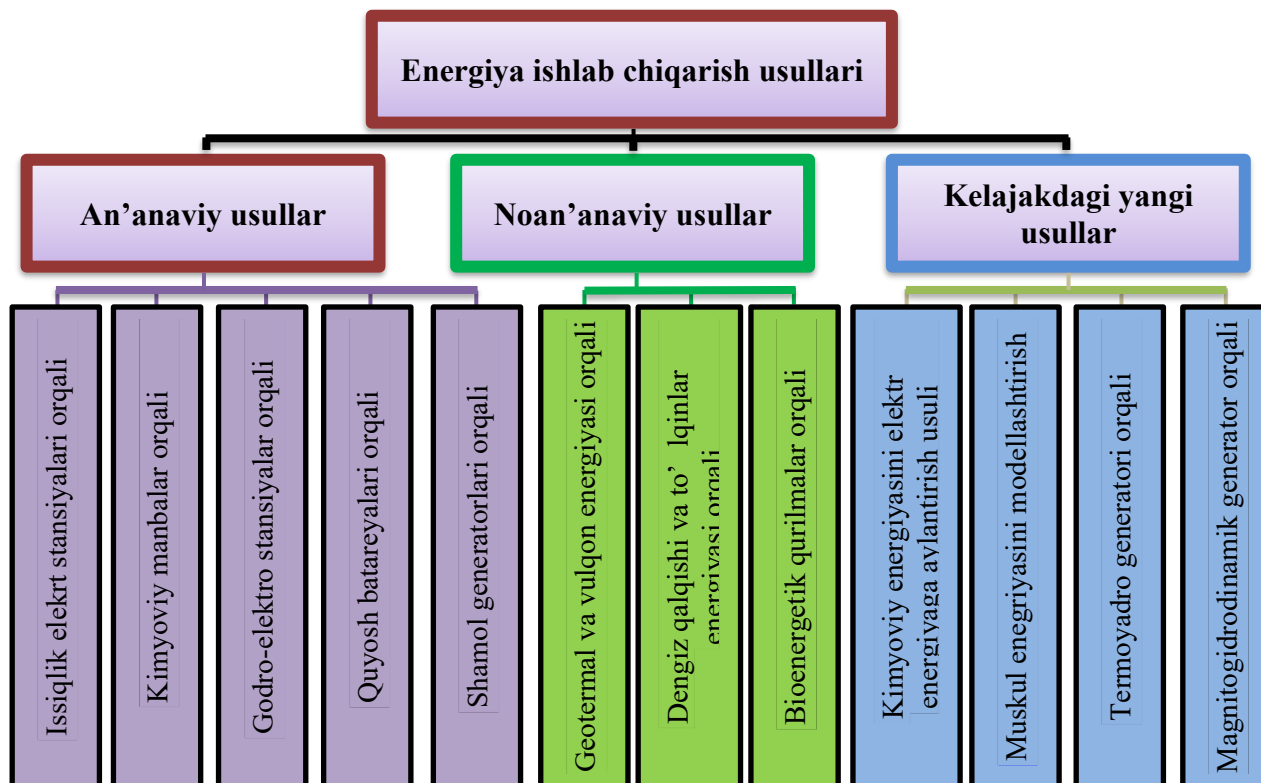 Energiya ishlab chiqarish usullari
An’anaviy usullar
Noan’anaviy usullar
Kelajakdagi yangi
usullar
Issiqlik elekrt stansiyalari orqali
Kimyoviy manbalar orqali
Godro-elektro stansiyalar orqali
Quyosh batareyalari orqali
Shamol generatorlari orqali
Geotermal va vulqon energiyasi orqali
Dengiz qalqishi va to’ lqinlar
energiyasi orqali
Bioenergetik qurilmalar orqali
Kimyoviy energiyasini elektr
energiyaga aylantirish usuli
Muskul enegriyasini modellashtirish
Termoyadro generatori orqali
Magnitogidrodinamik generator orqali